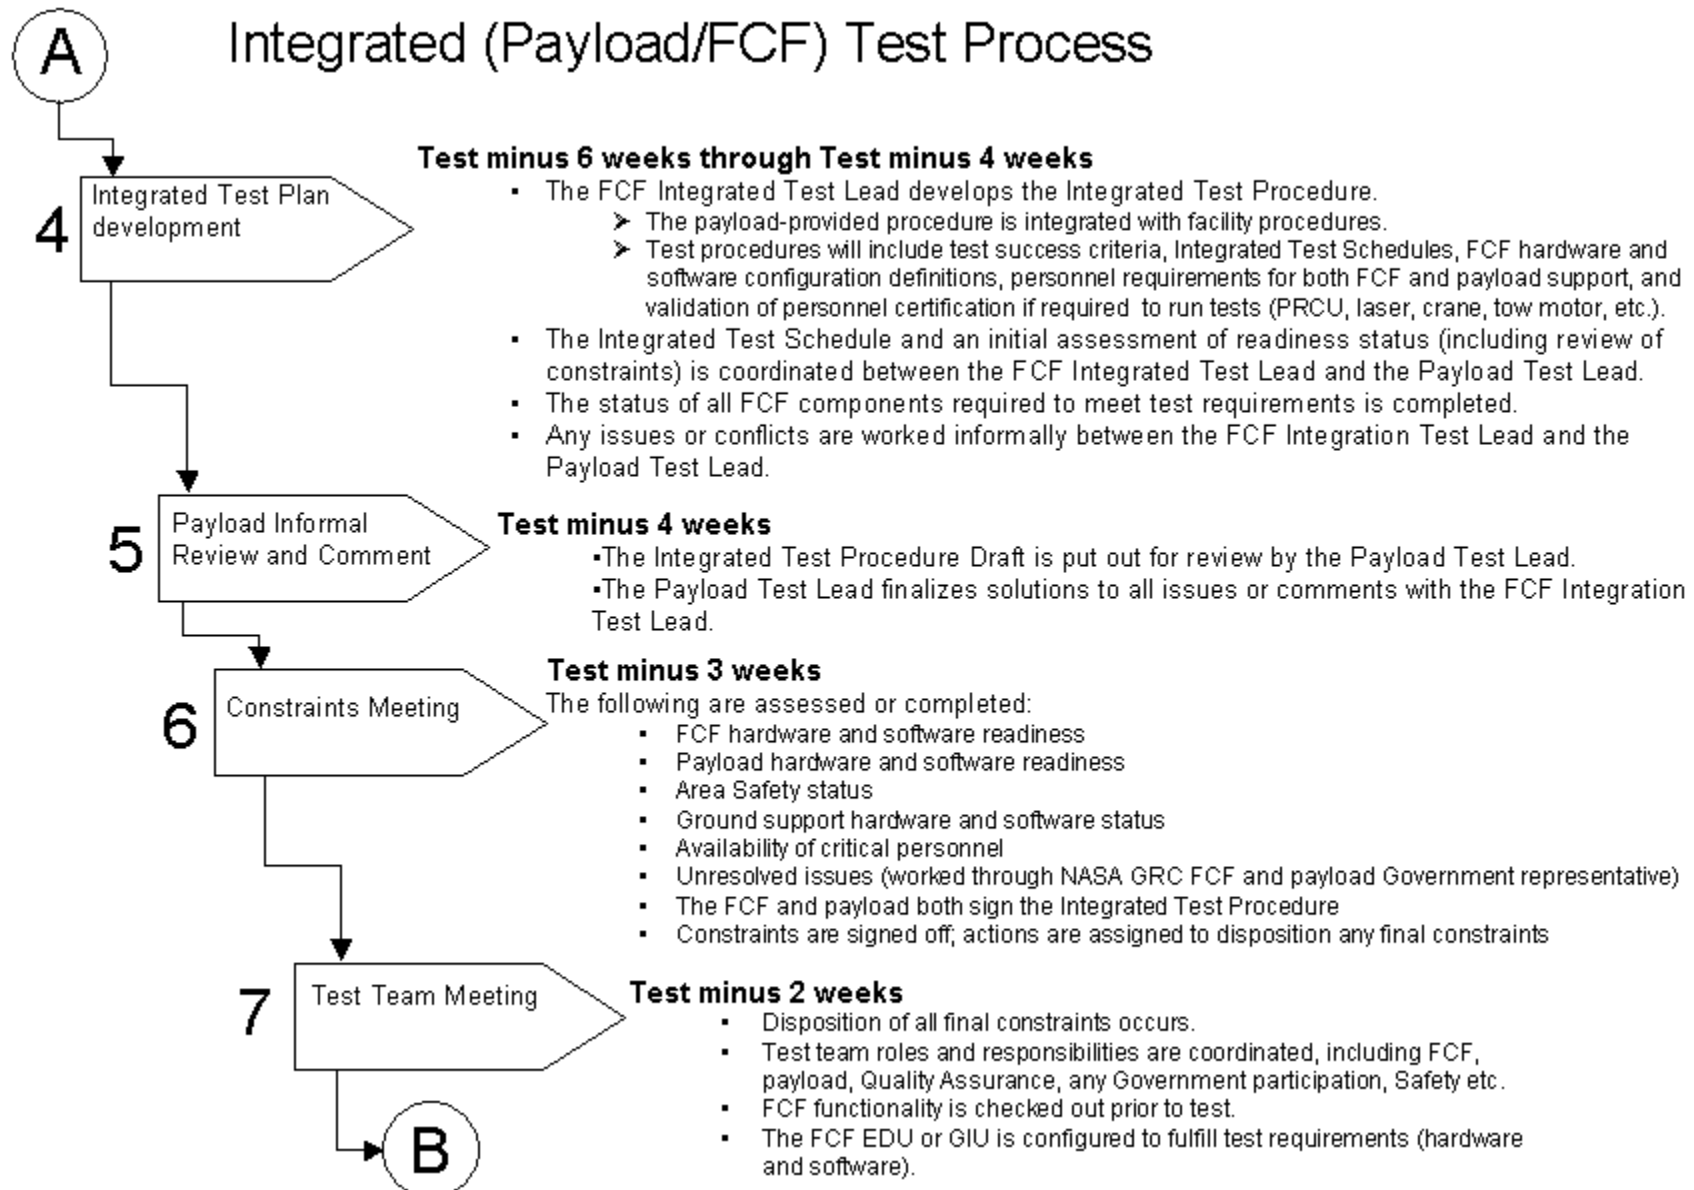 A
Integrated (Payload/FCF) Test Process
Test minus 6 weeks through Test minus 4 weeks
4
Integrated Test Plan
development
▪ The FCF Integrated Test Lead develops the Integrated Test Procedure.
➢ The payload-provided procedure is integrated with facility procedures.
➢ Test procedures will include test success criteria, Integrated Test Schedules, FCF hardware and
software configuration definitions, personnel requirements for both FCF and payload support, and
validation of personnel certification if required to run tests (PRCU, laser, crane, tow motor, etc.).
▪ The Integrated Test Schedule and an initial assessment of readiness status (including review of
constraints) is coordinated between the FCF Integrated Test Lead and the Payload Test Lead.
▪ The status of all FCF components required to meet test requirements is completed.
▪ Any issues or conflicts are worked informally between the FCF Integration Test Lead and the
Payload Test Lead.
5
Payload Informal
Review and Comment
Test minus 4 weeks
▪The Integrated Test Procedure Draft is put out for review by the Payload Test Lead.
▪The Payload Test Lead finalizes solutions to all issues or comments with the FCF Integration
Test Lead.
6
Constraints Meeting
Test minus 3 weeks
The following are assessed or completed:
▪ FCF hardware and software readiness
▪ Payload hardware and software readiness
▪ Area Safety status
▪ Ground support hardware and software status
▪ Availability of critical personnel
▪ Unresolved issues (worked through NASA GRC FCF and payload Government representative)
▪ The FCF and payload both sign the Integrated Test Procedure
▪ Constraints are signed off; actions are assigned to disposition any final constraints
7
Test Team Meeting
Test minus 2 weeks
▪ Disposition of all final constraints occurs.
▪ Test team roles and responsibilities are coordinated, including FCF,
payload, Quality Assurance, any Government participation, Safety etc.
▪ FCF functionality is checked out prior to test.
▪ The FCF EDU or GIU is configured to fulfill test requirements (hardware
and software).
B